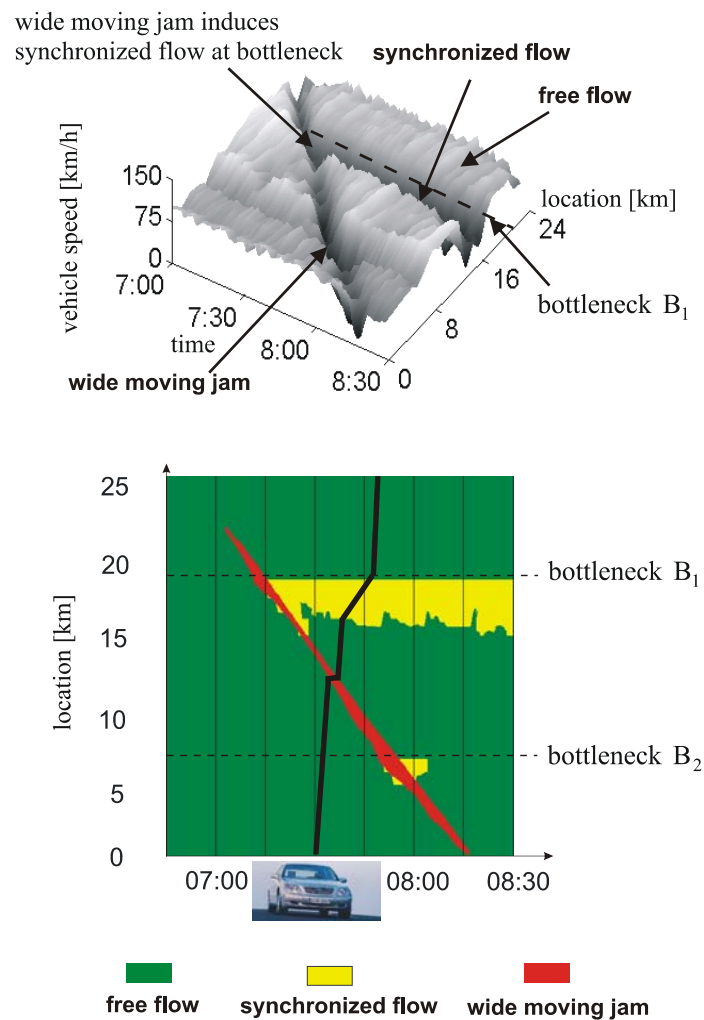 wide moving jam induces
synchronized flow at bottleneck
synchronized flow
free flow
vehicle speed [km/h]
150
75
0
location [km]
24
16
8
0
bottleneck B₁
7:00
7:30
time
8:00
8:30
wide moving jam
25
20
15
10
5
0
location [km]
bottleneck B₁
bottleneck B₂
07:00
08:00
08:30
free flow
synchronized flow
wide moving jam